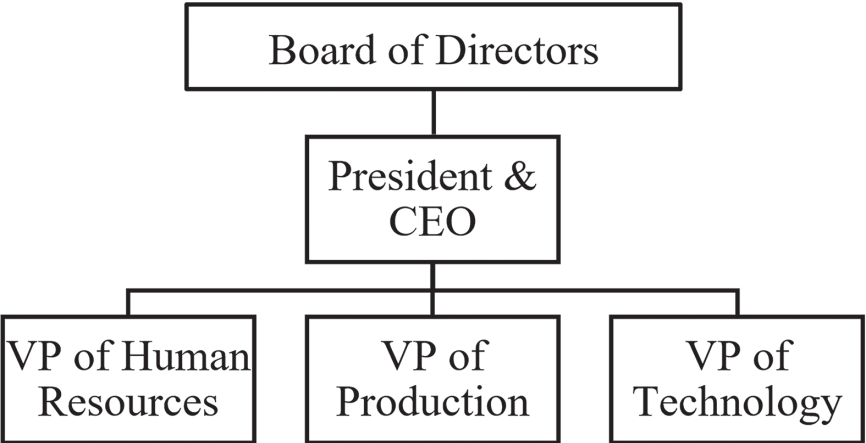 Board of Directors
President &
CEO
VP of Human
Resources
VP of
Production
VP of
Technology